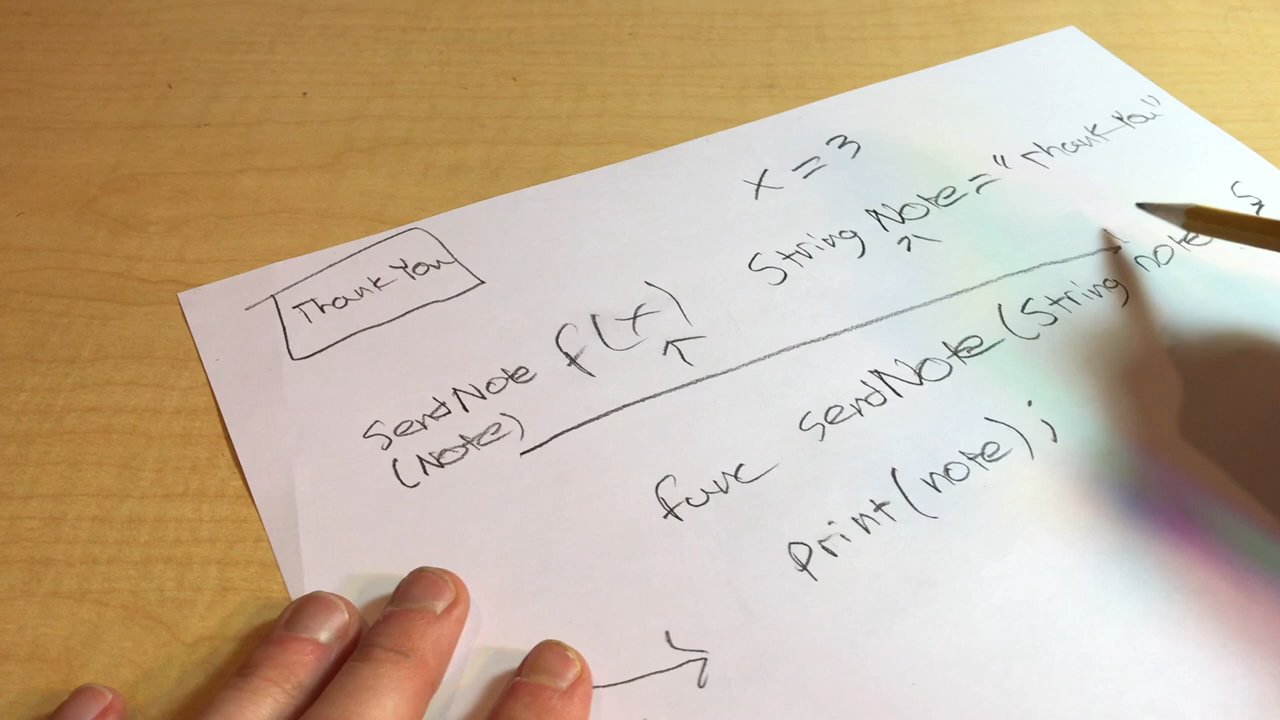 x = 3
String Note = "Thank You"
Thank You
SendNote f(x)
(Note)
func sendNote(String note) {
Print(note);